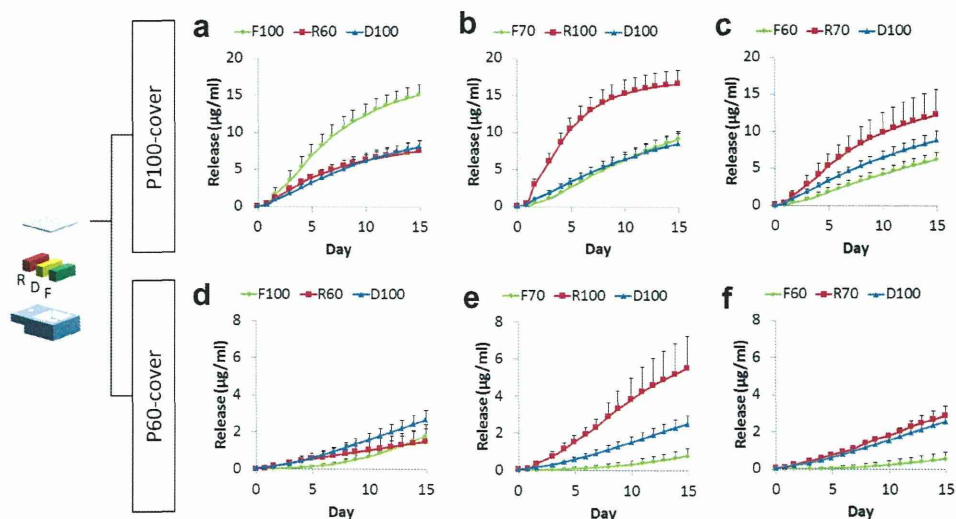 P100-cover
P60-cover
R D F
a
F100 R60 D100
Release (µg/ml)
20
15
10
5
0
0 5 10 15
Day
b
F70 R100 D100
Release (µg/ml)
20
15
10
5
0
0 5 10 15
Day
c
F60 R70 D100
Release (µg/ml)
20
15
10
5
0
0 5 10 15
Day
d
F100 R60 D100
Release (µg/ml)
8
6
4
2
0
0 5 10 15
Day
e
F70 R100 D100
Release (µg/ml)
8
6
4
2
0
0 5 10 15
Day
f
F60 R70 D100
Release (µg/ml)
8
6
4
2
0
0 5 10 15
Day